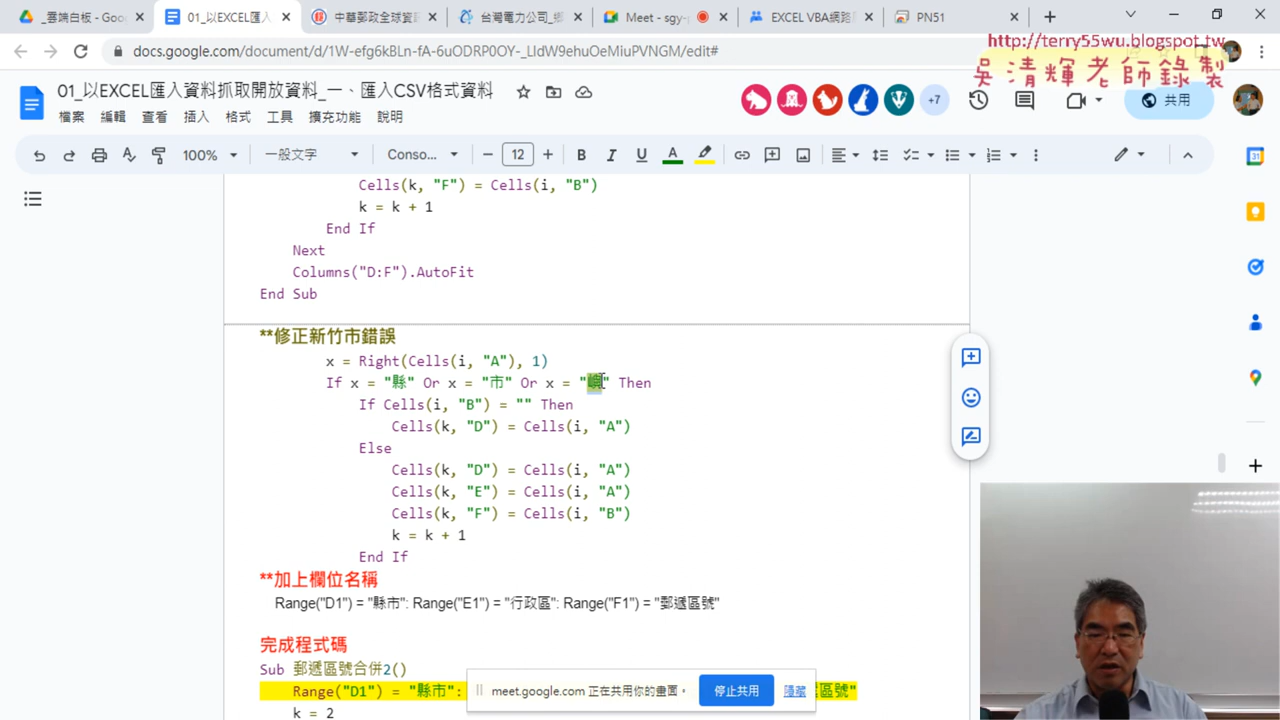 _雲端白板 - Goo
01_以EXCEL匯入
中華郵政全球資訊
台灣電力公司_鄉
Meet - sgy-
EXCEL VBA網路
PN51
docs.google.com/document/d/1W-efg6kBLn-fA-6uODRP0OY-_LIdW9ehuOeMiuPVNGM/edit#
http://terry55wu.blogspot.tw
吳清輝老師錄製
01_以EXCEL匯入資料抓取開放資料_一、匯入CSV格式資料
+7
共用
檔案 編輯 查看 插入 格式 工具 擴充功能 說明
100% 一般文字 Conso... 12 B I U A
Cells(k, "F") = Cells(i, "B")
k = k + 1
End If
Next
Columns("D:F").AutoFit
End Sub
**修正新竹市錯誤
x = Right(Cells(i, "A"), 1)
If x = "縣" Or x = "市" Or x = "嶼" Then
If Cells(i, "B") = "" Then
Cells(k, "D") = Cells(i, "A")
Else
Cells(k, "D") = Cells(i, "A")
Cells(k, "E") = Cells(i, "A")
Cells(k, "F") = Cells(i, "B")
k = k + 1
End If
**加上欄位名稱
Range("D1") = "縣市": Range("E1") = "行政區": Range("F1") = "郵遞區號"
完成程式碼
Sub 郵遞區號合併2()
Range("D1") = "縣市":
區號"
k = 2
meet.google.com 正在共用你的畫面。
停止共用
隱藏